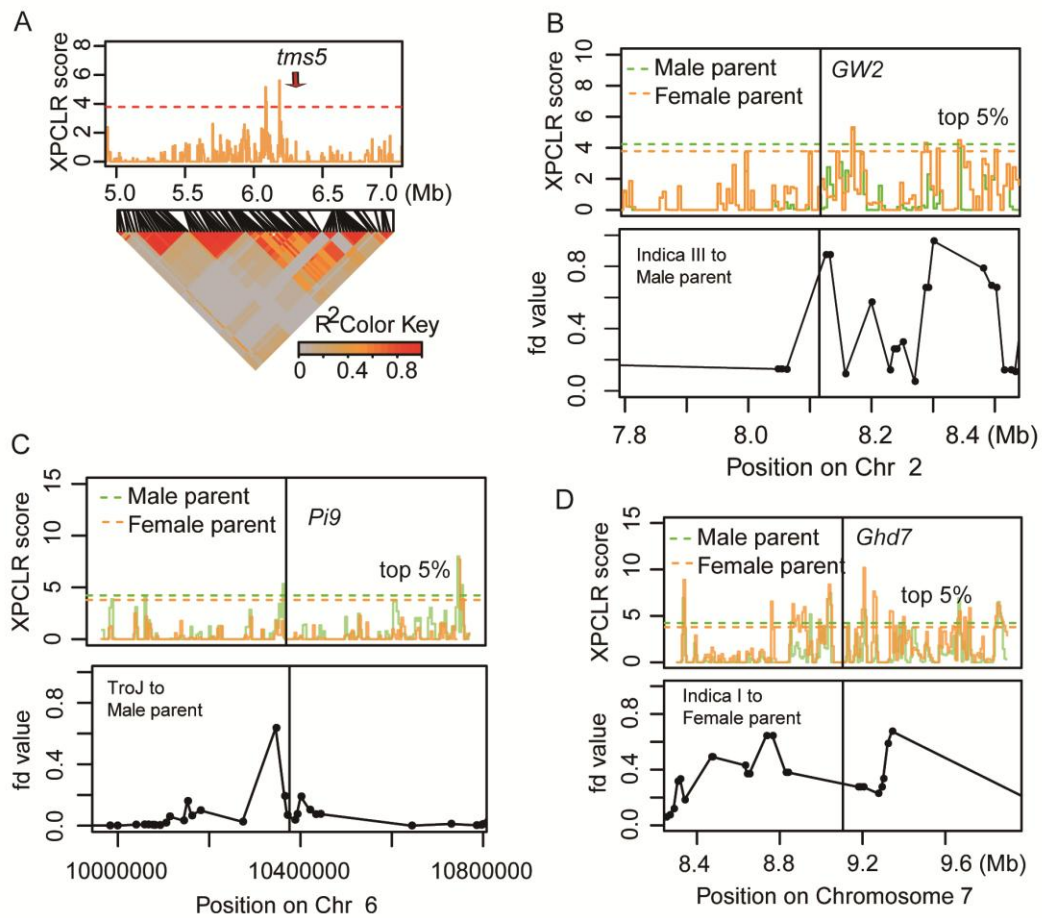 A
tms5
XPCLR score
8
6
4
2
0
5.0 5.5 6.0 6.5 7.0 (Mb)
R2 Color Key
0 0.4 0.8
B
XPCLR score
10
8
6
4
2
0
Male parent
Female parent
GW2
top 5%
fd value
0.8
0.4
0.0
Indica III to
Male parent
7.8 8.0 8.2 8.4 (Mb)
Position on Chr 2
C
XPCLR score
15
10
5
0
Male parent
Female parent
Pi9
top 5%
fd value
0.8
0.4
0.0
TroJ to
Male parent
10000000 10400000 10800000
Position on Chr 6
D
XPCLR score
15
10
5
0
Male parent
Female parent
Ghd7
top 5%
fd value
0.8
0.4
0.0
Indica I to
Female parent
8.4 8.8 9.2 9.6 (Mb)
Position on Chromosome 7